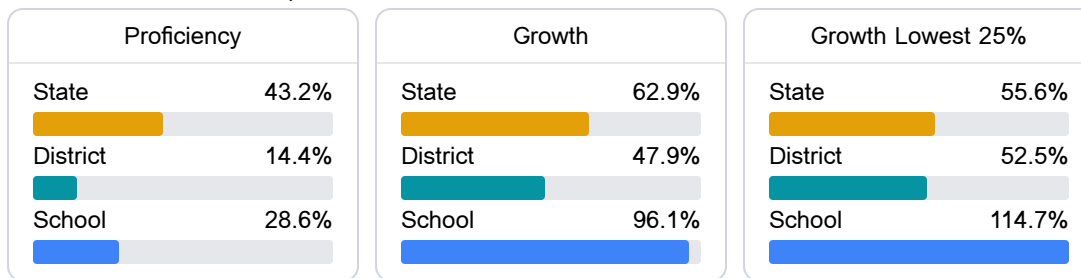 Proficiency
State 43.2%
District 14.4%
School 28.6%
Growth
State 62.9%
District 47.9%
School 96.1%
Growth Lowest 25%
State 55.6%
District 52.5%
School 114.7%